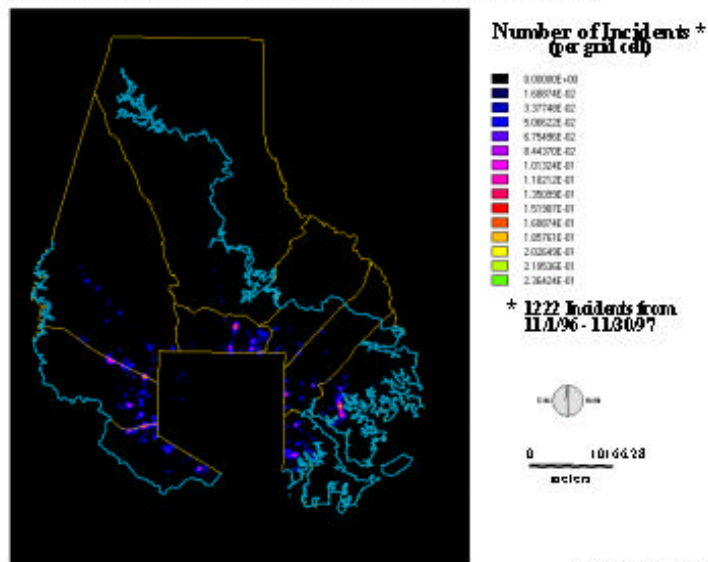 Number of Incidents *
(per grid cell)
0.00000E+00
1.68874E-02
3.37748E-02
5.06622E-02
6.75496E-02
8.44370E-02
1.01324E-01
1.18212E-01
1.35099E-01
1.51987E-01
1.68874E-01
1.85761E-01
2.02649E-01
2.19536E-01
2.36424E-01
* 1222 Incidents from
11/1/96 - 11/30/97
0 10166.28
meters